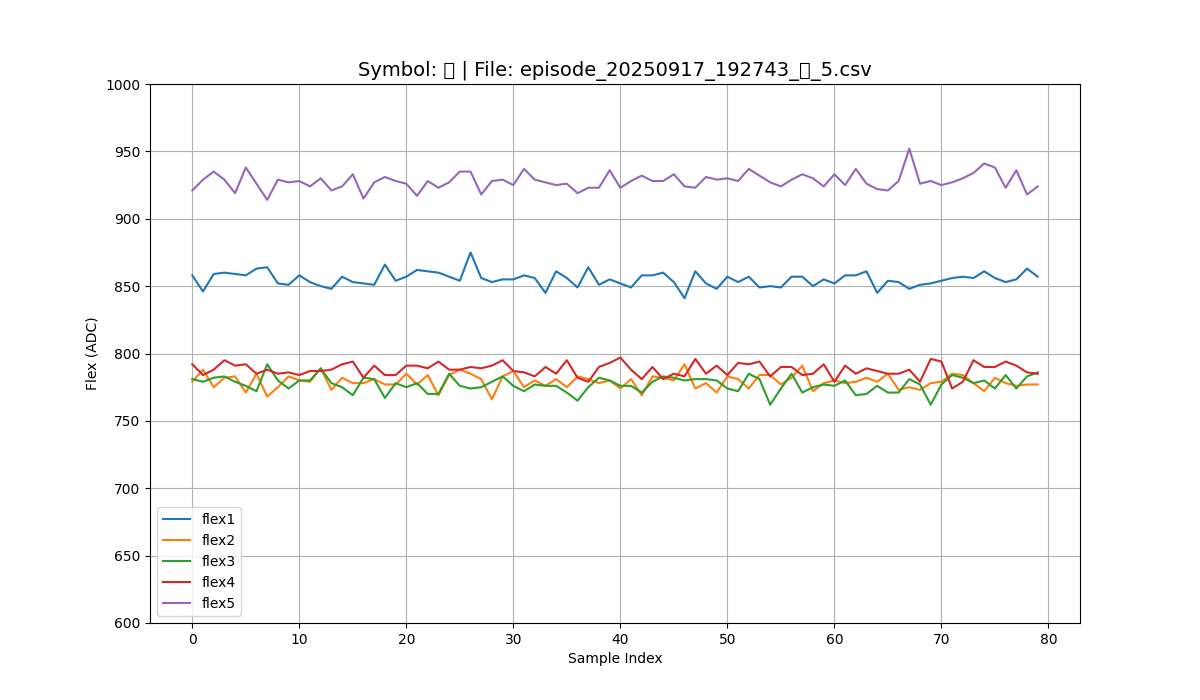 Symbol: ▯ | File: episode_20250917_192743_▯_5.csv
1000
950
900
850
800
750
700
650
600
Flex (ADC)
flex1
flex2
flex3
flex4
flex5
0 10 20 30 40 50 60 70 80
Sample Index